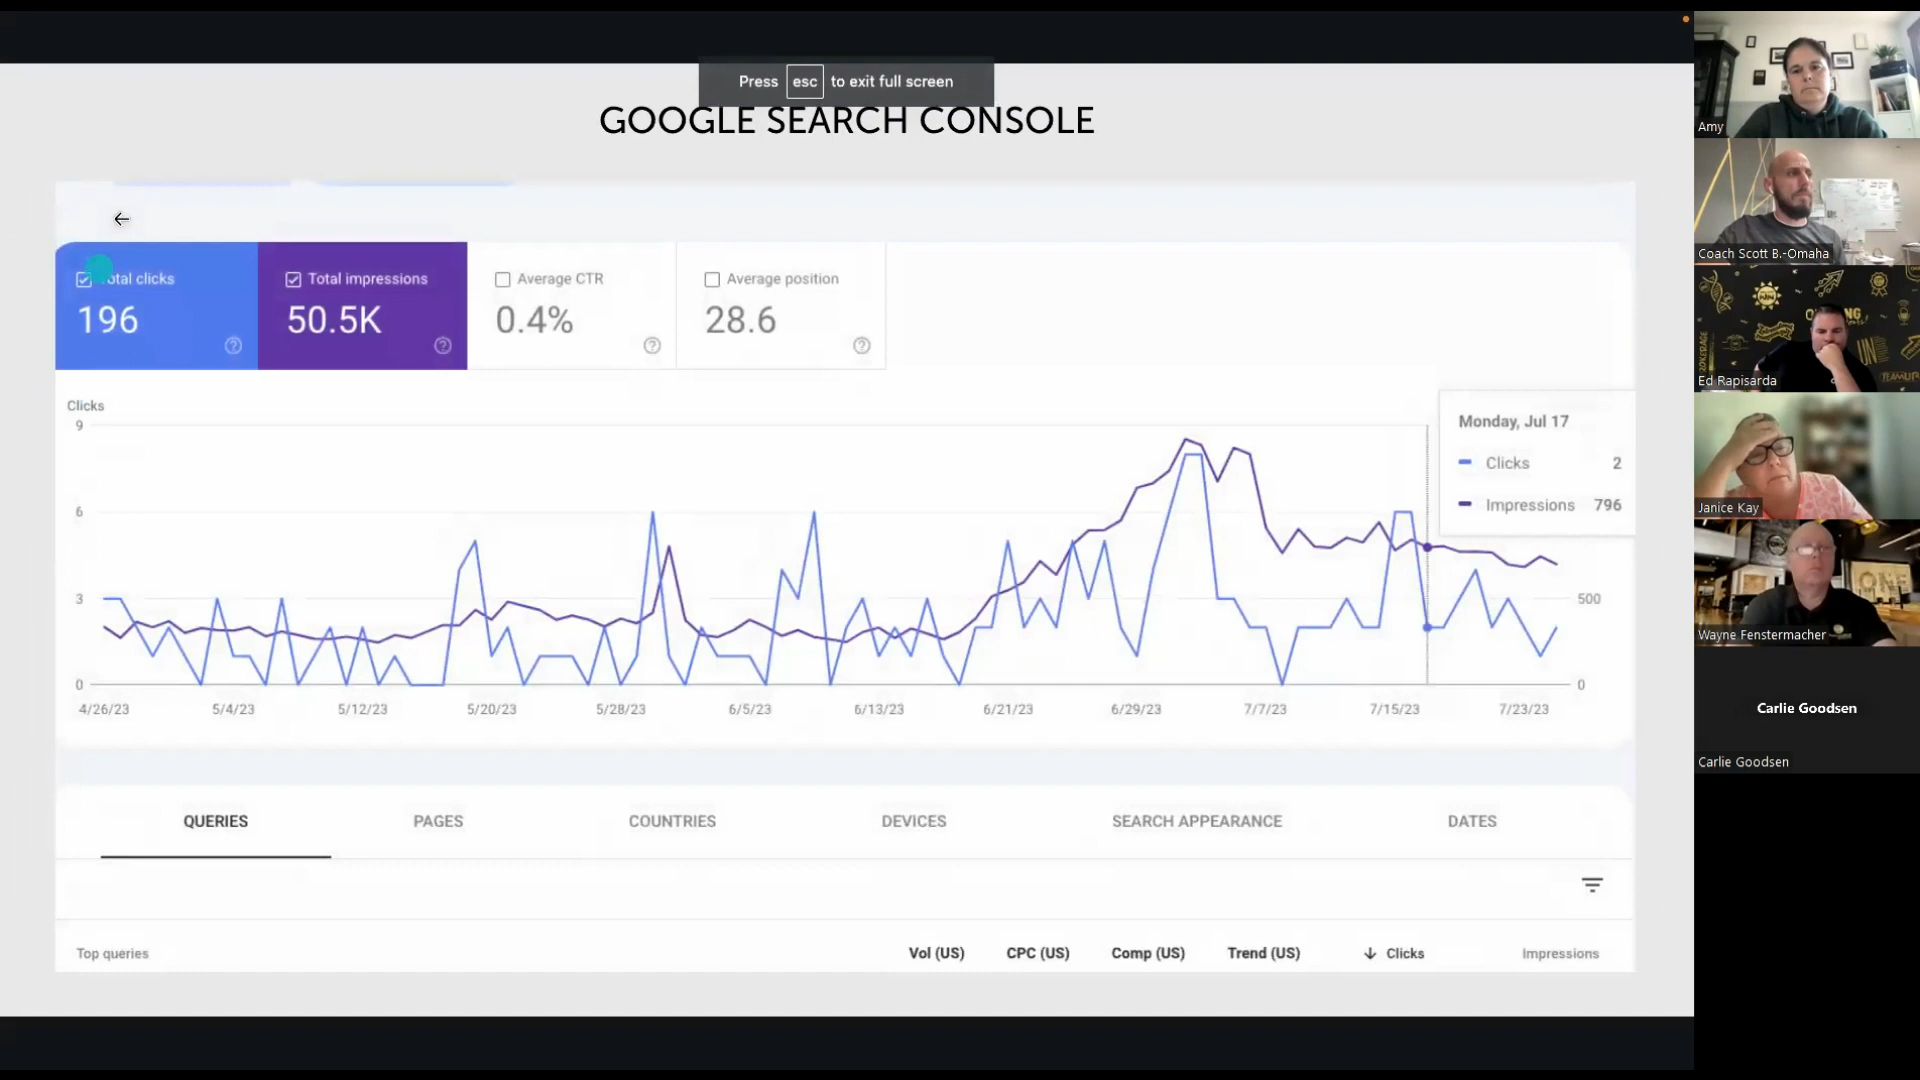 Press esc to exit full screen
GOOGLE SEARCH CONSOLE
Total clicks
196
Total impressions
50.5K
Average CTR
0.4%
Average position
28.6
Clicks
9
6
3
0
500
0
Monday, Jul 17
Clicks 2
Impressions 796
4/26/23 5/4/23 5/12/23 5/20/23 5/28/23 6/5/23 6/13/23 6/21/23 6/29/23 7/7/23 7/15/23 7/23/23
QUERIES PAGES COUNTRIES DEVICES SEARCH APPEARANCE DATES
Top queries Vol (US) CPC (US) Comp (US) Trend (US) Clicks Impressions
Amy
Coach Scott B.-Omaha
Ed Rapisarda
Janice Kay
Wayne Fenstermacher
Carlie Goodsen
Carlie Goodsen